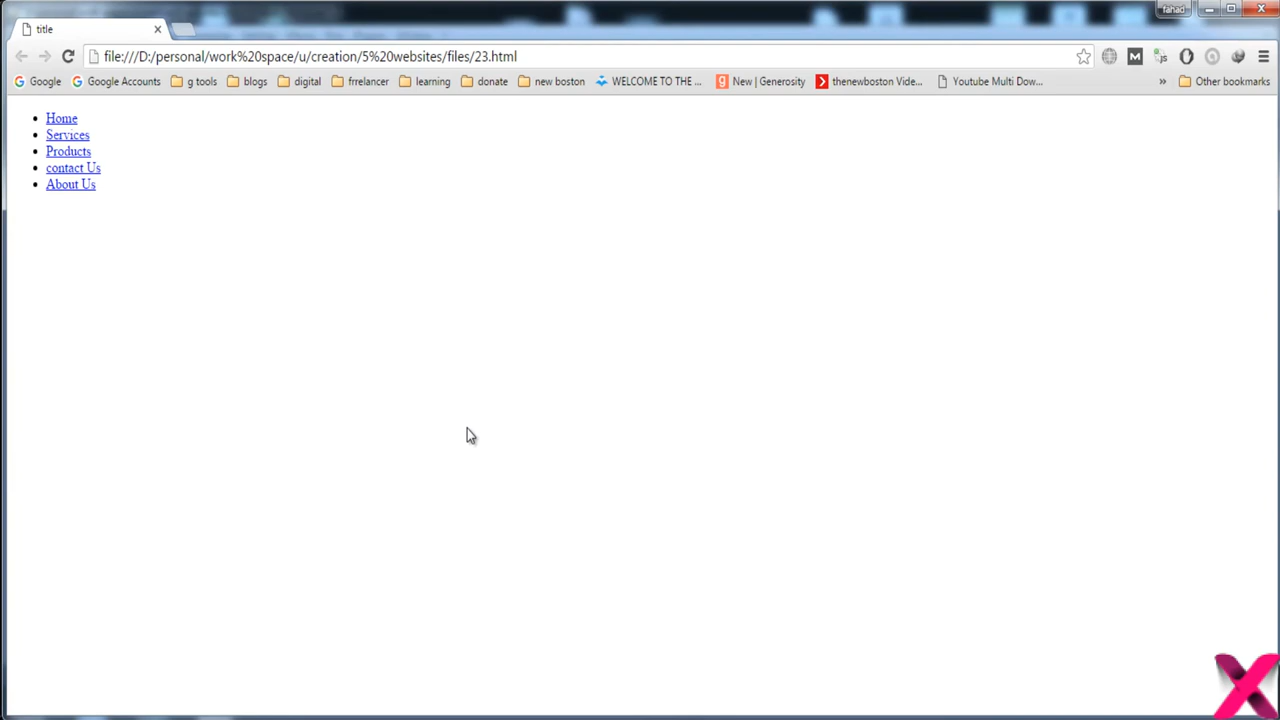 fahad
title
file:///D:/personal/work%20space/u/creation/5%20websites/files/23.html
Google Google Accounts g tools blogs digital frrelancer learning donate new boston WELCOME TO THE ... New | Generosity thenewboston Vide... Youtube Multi Dow... » Other bookmarks
Home
Services
Products
contact Us
About Us